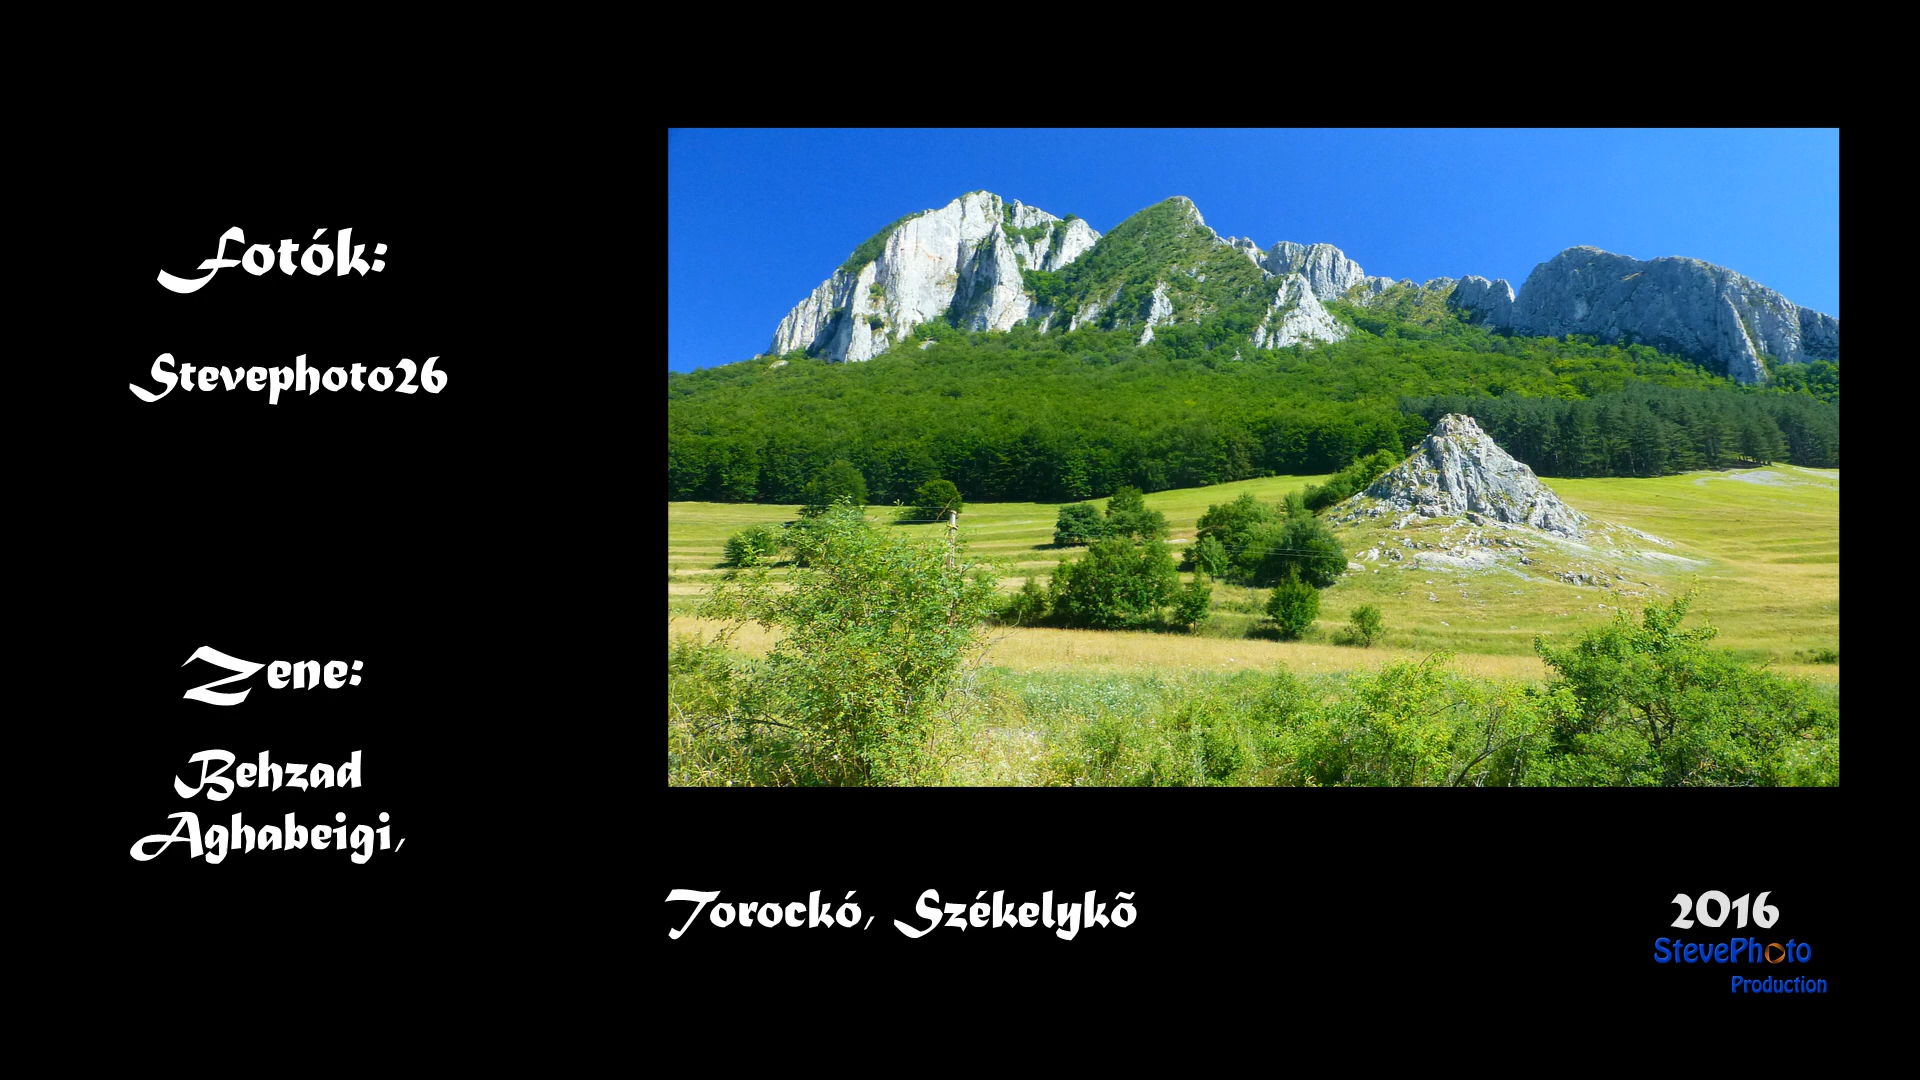 Fotók:
Stevephoto26
Zene:
Behzad
Aghabeigi,
Torockó, Székelykõ
2016
StevePhoto
Production